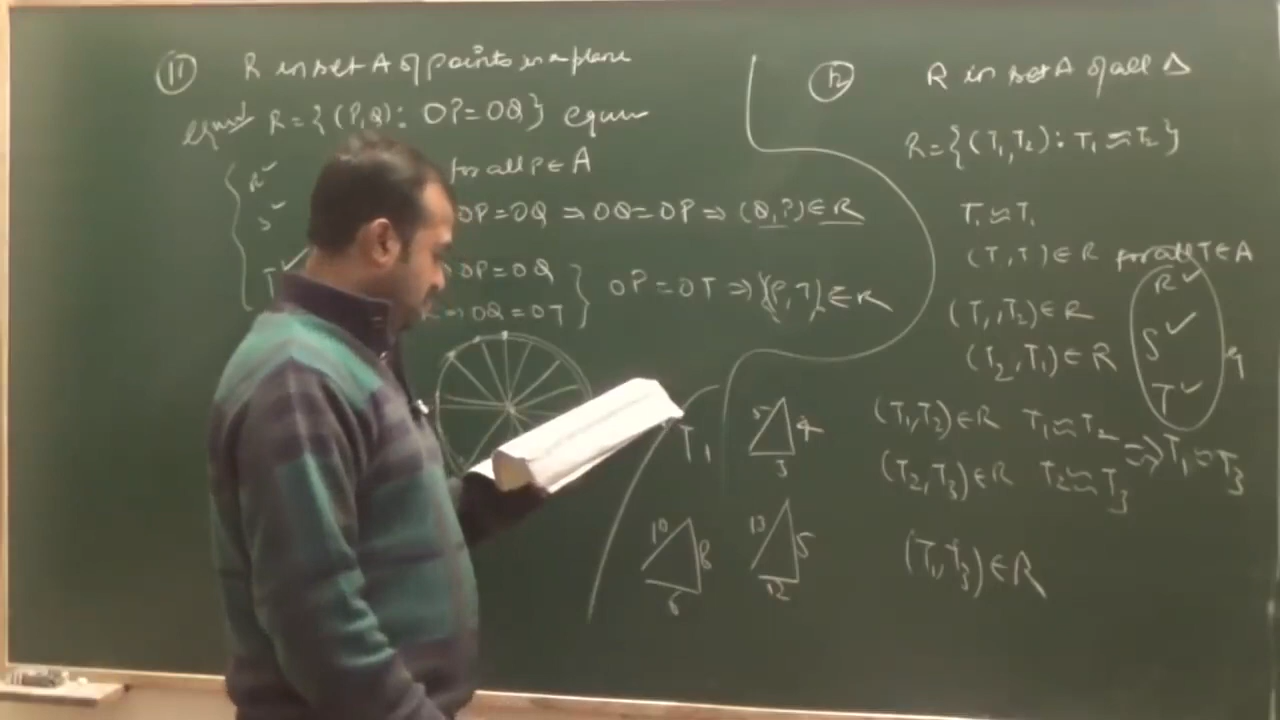 11 R in set A of points in a plane
R={(P,Q): OP=OQ} equiv
for all P ∈ A
R✓
S✓
T✓
OP=OQ ⇒ OQ=OP ⇒ (Q,P) ∈ R
⇒ OP=OQ
⇒ OQ=OT
} OP=OT ⇒ (P,T) ∈ R
12 R in set A of all Δ
R={(T₁,T₂): T₁≈T₂}
T₁≈T₁
(T,T) ∈ R for all T ∈ A
(T₁,T₂) ∈ R
(T₂,T₁) ∈ R
R✓
S✓
T✓
(T₁,T₂) ∈ R T₁≈T₂
(T₂,T₃) ∈ R T₂≈T₃
⇒ T₁~T₃
(T₁,T₃) ∈ R
T₁
5 4
3
10 8
6
13 5
12